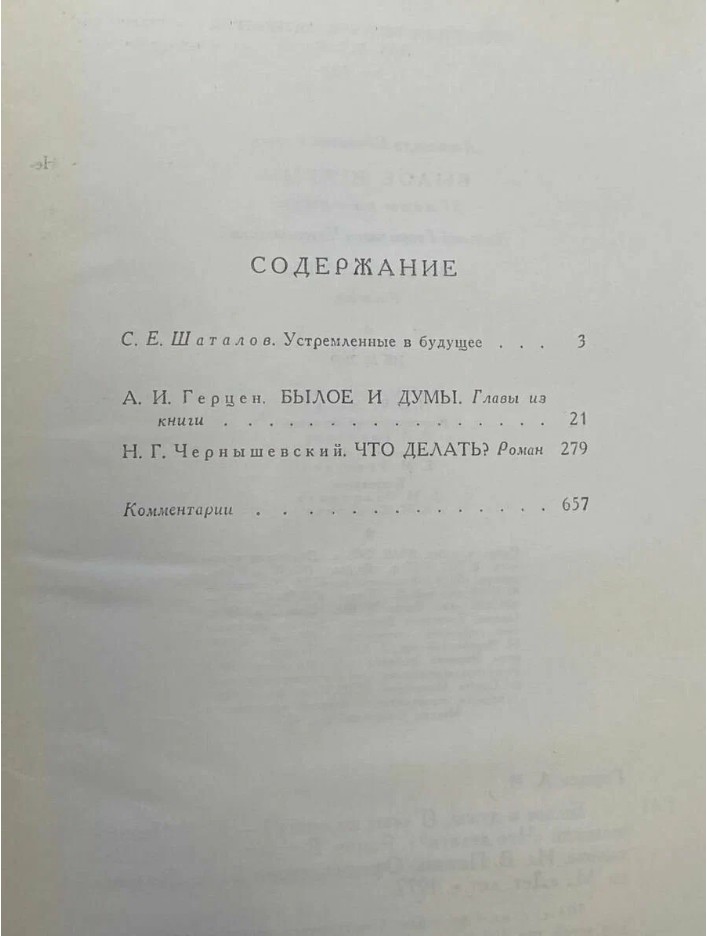 СОДЕРЖАНИЕ
С. Е. Шаталов. Устремленные в будущее . . . 3
А. И. Герцен. БЫЛОЕ И ДУМЫ. Главы из
книги . . . . . . . . . . . . . . . 21
Н. Г. Чернышевский. ЧТО ДЕЛАТЬ? Роман 279
Комментарии . . . . . . . . . . . . 657